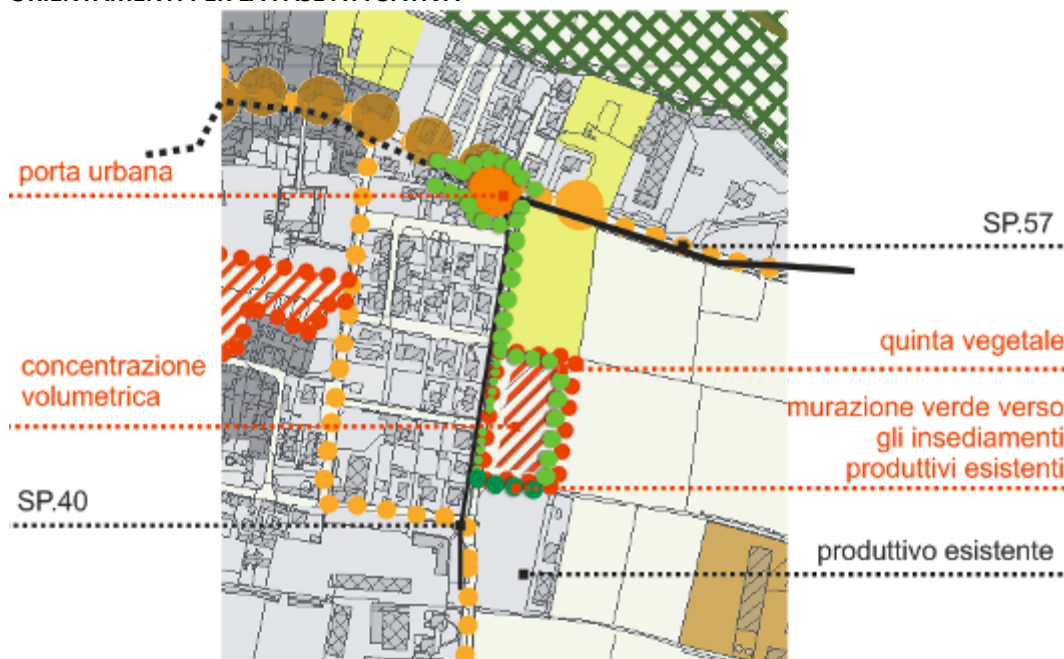 porta urbana
SP.57
quinta vegetale
concentrazione
volumetrica
murazione verde verso
gli insediamenti
produttivi esistenti
SP.40
produttivo esistente